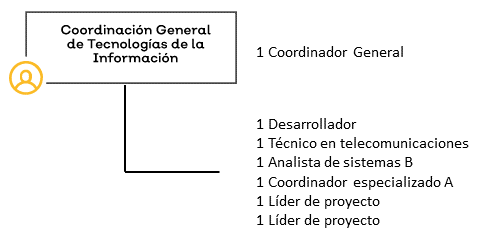 Coordinación General
de Tecnologías de la
Información
1 Coordinador General
1 Desarrollador
1 Técnico en telecomunicaciones
1 Analista de sistemas B
1 Coordinador especializado A
1 Líder de proyecto
1 Líder de proyecto